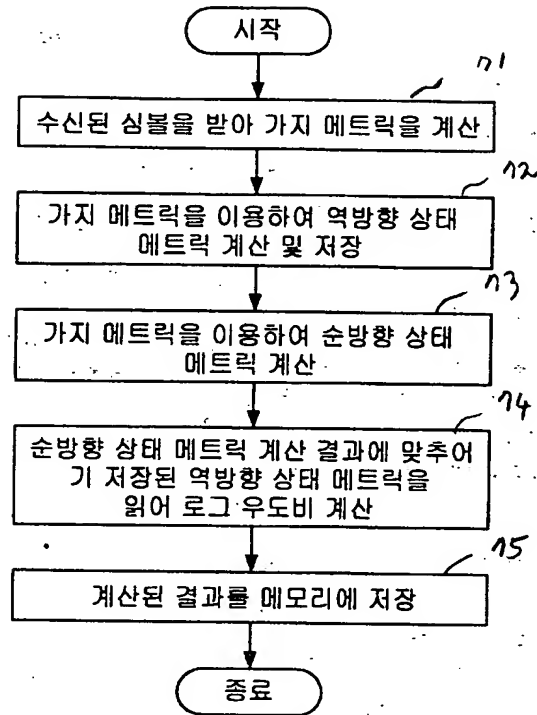 시작
71
수신된 심볼을 받아 가지 메트릭을 계산
72
가지 메트릭을 이용하여 역방향 상태
메트릭 계산 및 저장
73
가지 메트릭을 이용하여 순방향 상태
메트릭 계산
74
순방향 상태 메트릭 계산 결과에 맞추어
기 저장된 역방향 상태 메트릭을
읽어 로그 우도비 계산
75
계산된 결과를 메모리에 저장
종료